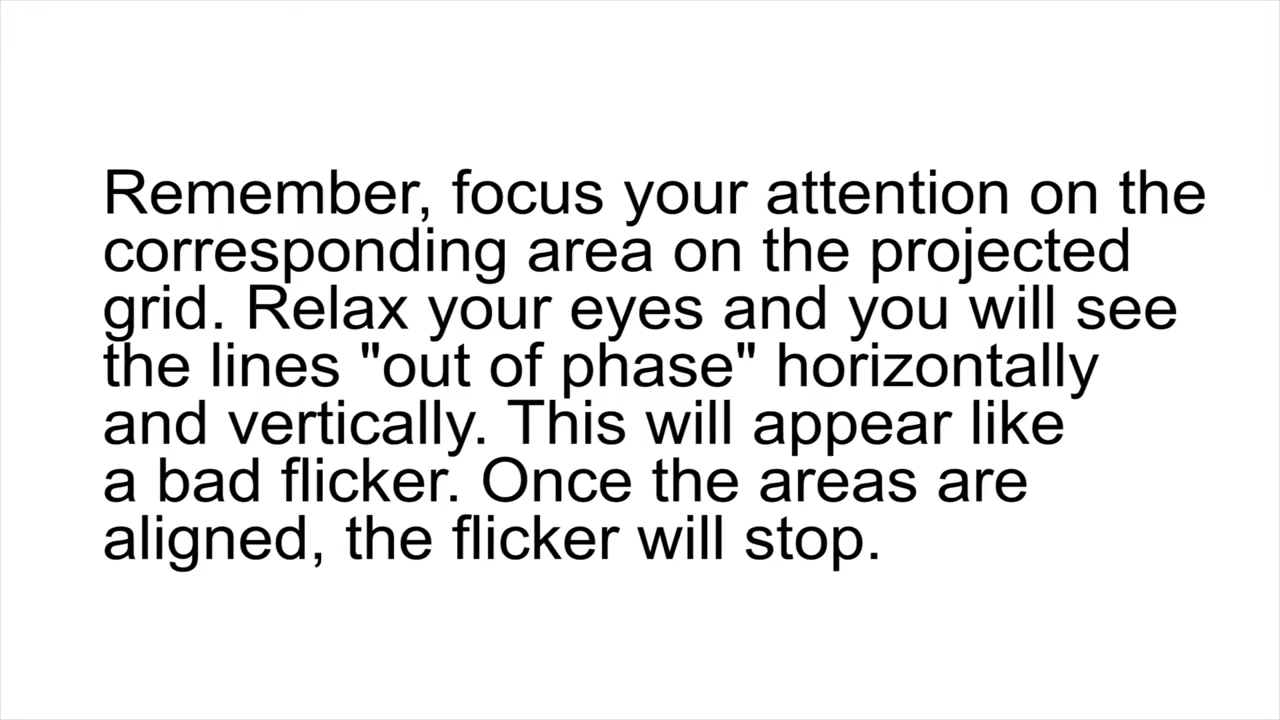 Remember, focus your attention on the
corresponding area on the projected
grid. Relax your eyes and you will see
the lines "out of phase" horizontally
and vertically. This will appear like
a bad flicker. Once the areas are
aligned, the flicker will stop.